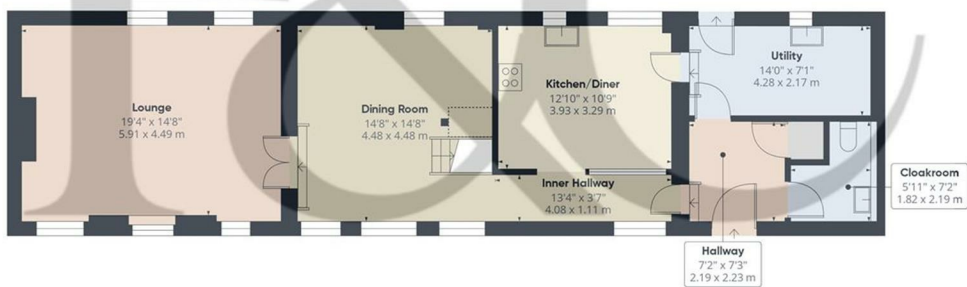 Lounge
19'4" x 14'8"
5.91 x 4.49 m
Dining Room
14'8" x 14'8"
4.48 x 4.48 m
Kitchen/Diner
12'10" x 10'9"
3.93 x 3.29 m
Utility
14'0" x 7'1"
4.28 x 2.17 m
Inner Hallway
13'4" x 3'7"
4.08 x 1.11 m
Cloakroom
5'11" x 7'2"
1.82 x 2.19 m
Hallway
7'2" x 7'3"
2.19 x 2.23 m